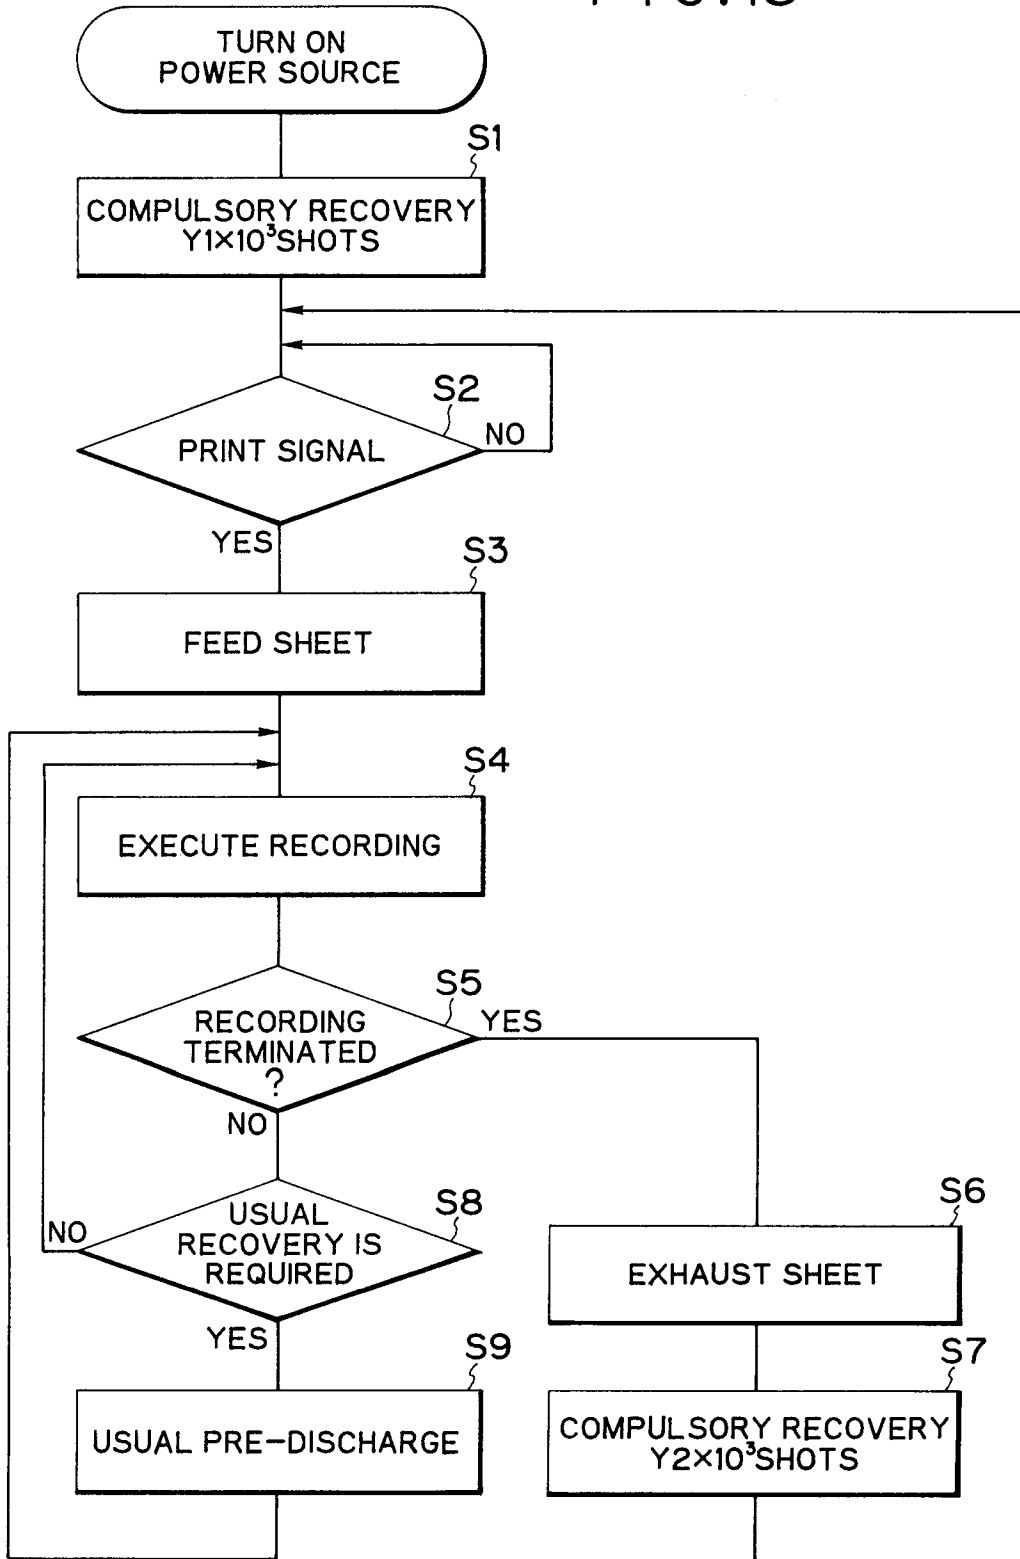 TURN ON
POWER SOURCE
S1
COMPULSORY RECOVERY
Y1×10³SHOTS
S2
PRINT SIGNAL
NO
YES
S3
FEED SHEET
S4
EXECUTE RECORDING
S5
RECORDING
TERMINATED
?
YES
NO
S8
USUAL
RECOVERY IS
REQUIRED
NO
YES
S9
USUAL PRE-DISCHARGE
S6
EXHAUST SHEET
S7
COMPULSORY RECOVERY
Y2×10³SHOTS